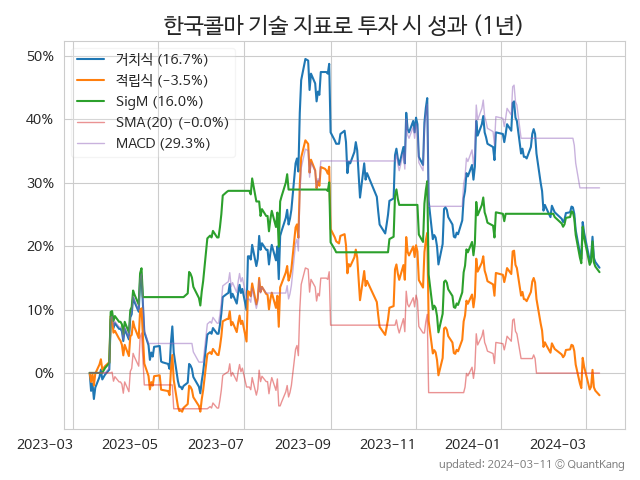 한국콜마 기술 지표로 투자 시 성과 (1년)
50%
40%
30%
20%
10%
0%
거치식 (16.7%)
적립식 (−3.5%)
SigM (16.0%)
SMA(20) (−0.0%)
MACD (29.3%)
2023-03
2023-05
2023-07
2023-09
2023-11
2024-01
2024-03
updated: 2024-03-11 © QuantKang